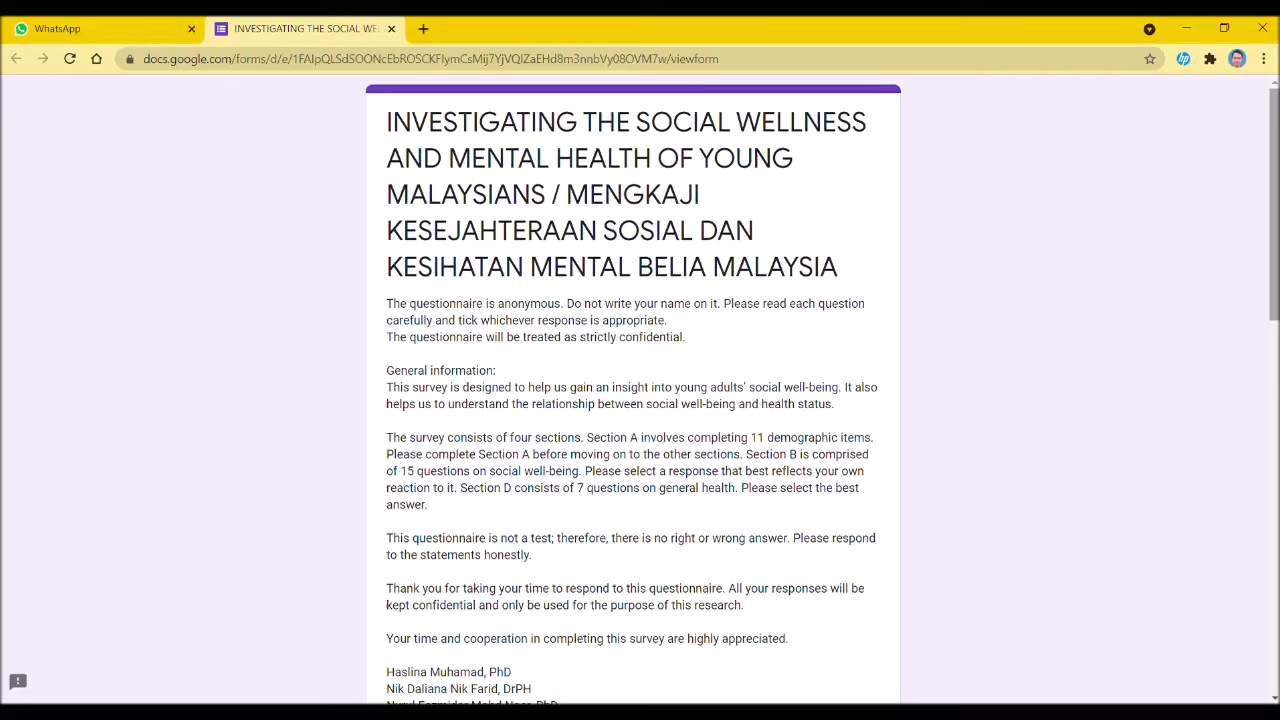 WhatsApp
INVESTIGATING THE SOCIAL WE
docs.google.com/forms/d/e/1FAIpQLSdSOONcEbROSCKFIymCsMij7YjVQIZaEHd8m3nnbVy08OVM7w/viewform
INVESTIGATING THE SOCIAL WELLNESS
AND MENTAL HEALTH OF YOUNG
MALAYSIANS / MENGKAJI
KESEJAHTERAAN SOSIAL DAN
KESIHATAN MENTAL BELIA MALAYSIA
The questionnaire is anonymous. Do not write your name on it. Please read each question
carefully and tick whichever response is appropriate.
The questionnaire will be treated as strictly confidential.
General information:
This survey is designed to help us gain an insight into young adults’ social well-being. It also
helps us to understand the relationship between social well-being and health status.
The survey consists of four sections. Section A involves completing 11 demographic items.
Please complete Section A before moving on to the other sections. Section B is comprised
of 15 questions on social well-being. Please select a response that best reflects your own
reaction to it. Section D consists of 7 questions on general health. Please select the best
answer.
This questionnaire is not a test; therefore, there is no right or wrong answer. Please respond
to the statements honestly.
Thank you for taking your time to respond to this questionnaire. All your responses will be
kept confidential and only be used for the purpose of this research.
Your time and cooperation in completing this survey are highly appreciated.
Haslina Muhamad, PhD
Nik Daliana Nik Farid, DrPH